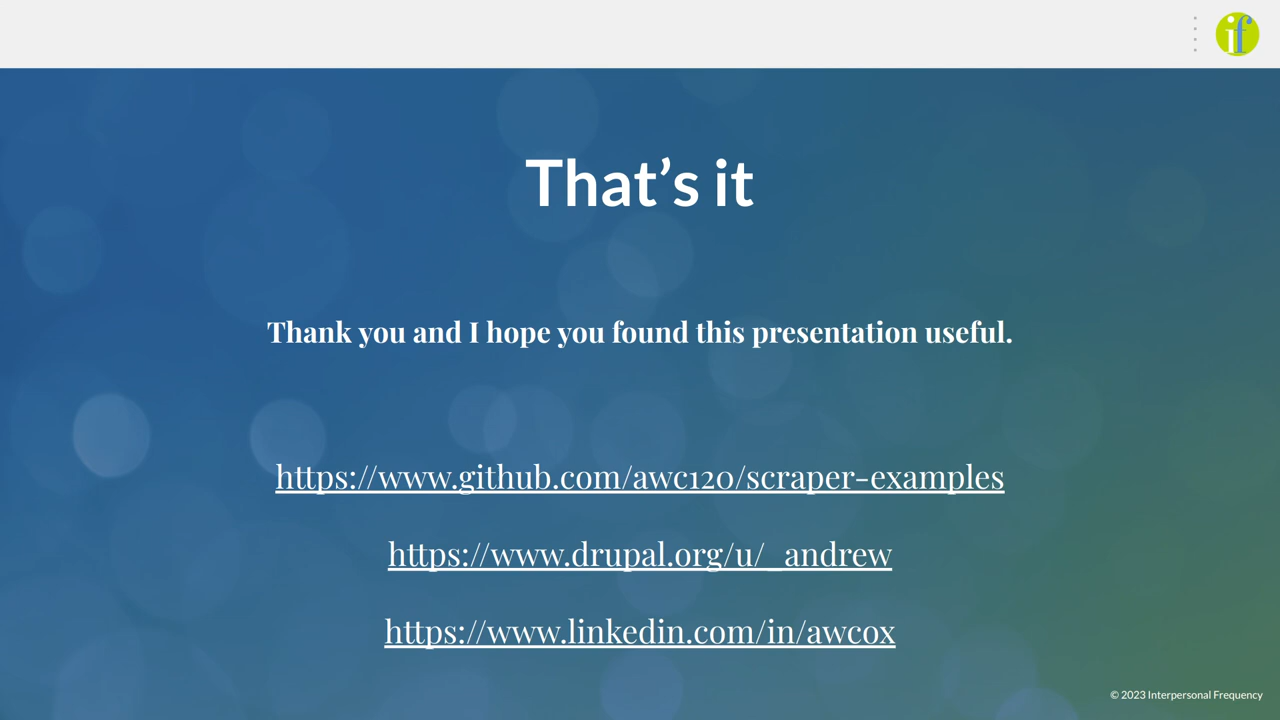 if
That’s it
Thank you and I hope you found this presentation useful.
https://www.github.com/awc120/scraper-examples
https://www.drupal.org/u/_andrew
https://www.linkedin.com/in/awcox
© 2023 Interpersonal Frequency